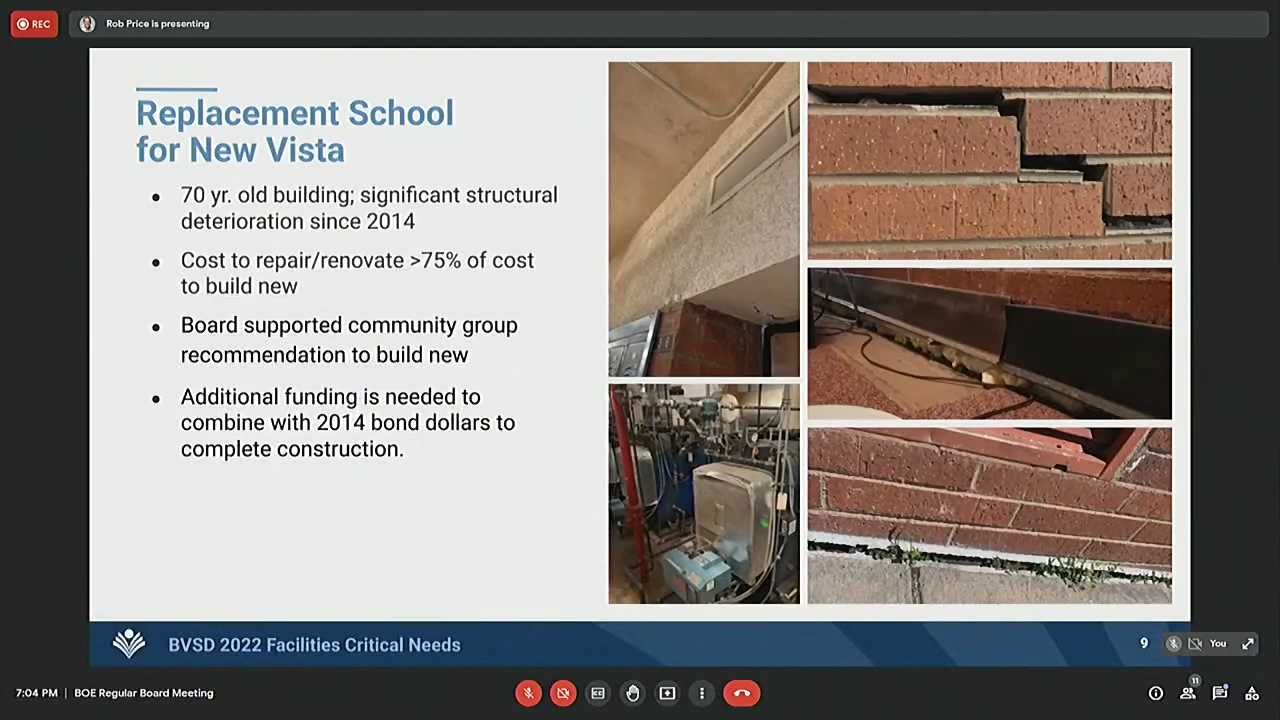 REC
Rob Price is presenting
Replacement School
for New Vista
• 70 yr. old building; significant structural
deterioration since 2014
• Cost to repair/renovate >75% of cost
to build new
• Board supported community group
recommendation to build new
• Additional funding is needed to
combine with 2014 bond dollars to
complete construction.
BVSD 2022 Facilities Critical Needs
9
You
7:04 PM | BOE Regular Board Meeting
11